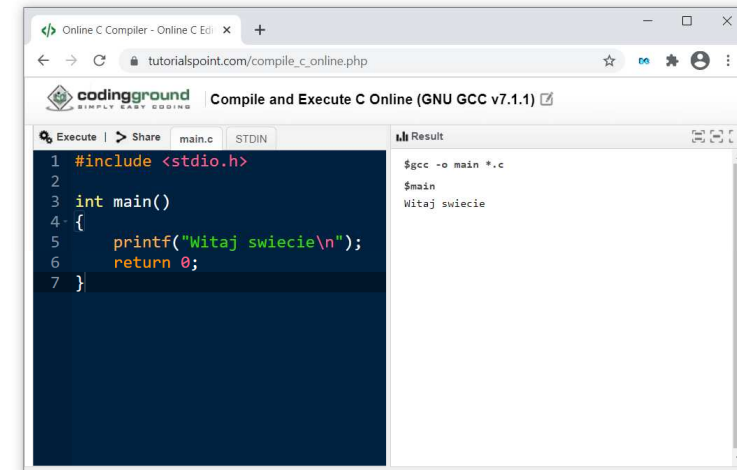 Online C Compiler - Online C Edi
tutorialspoint.com/compile_c_online.php
codingground
SIMPLY EASY CODING
Compile and Execute C Online (GNU GCC v7.1.1)
Execute | Share main.c STDIN
Result
1 #include <stdio.h>
2
3 int main()
4 {
5 printf("Witaj swiecie\n");
6 return 0;
7 }
$gcc -o main *.c
$main
Witaj swiecie